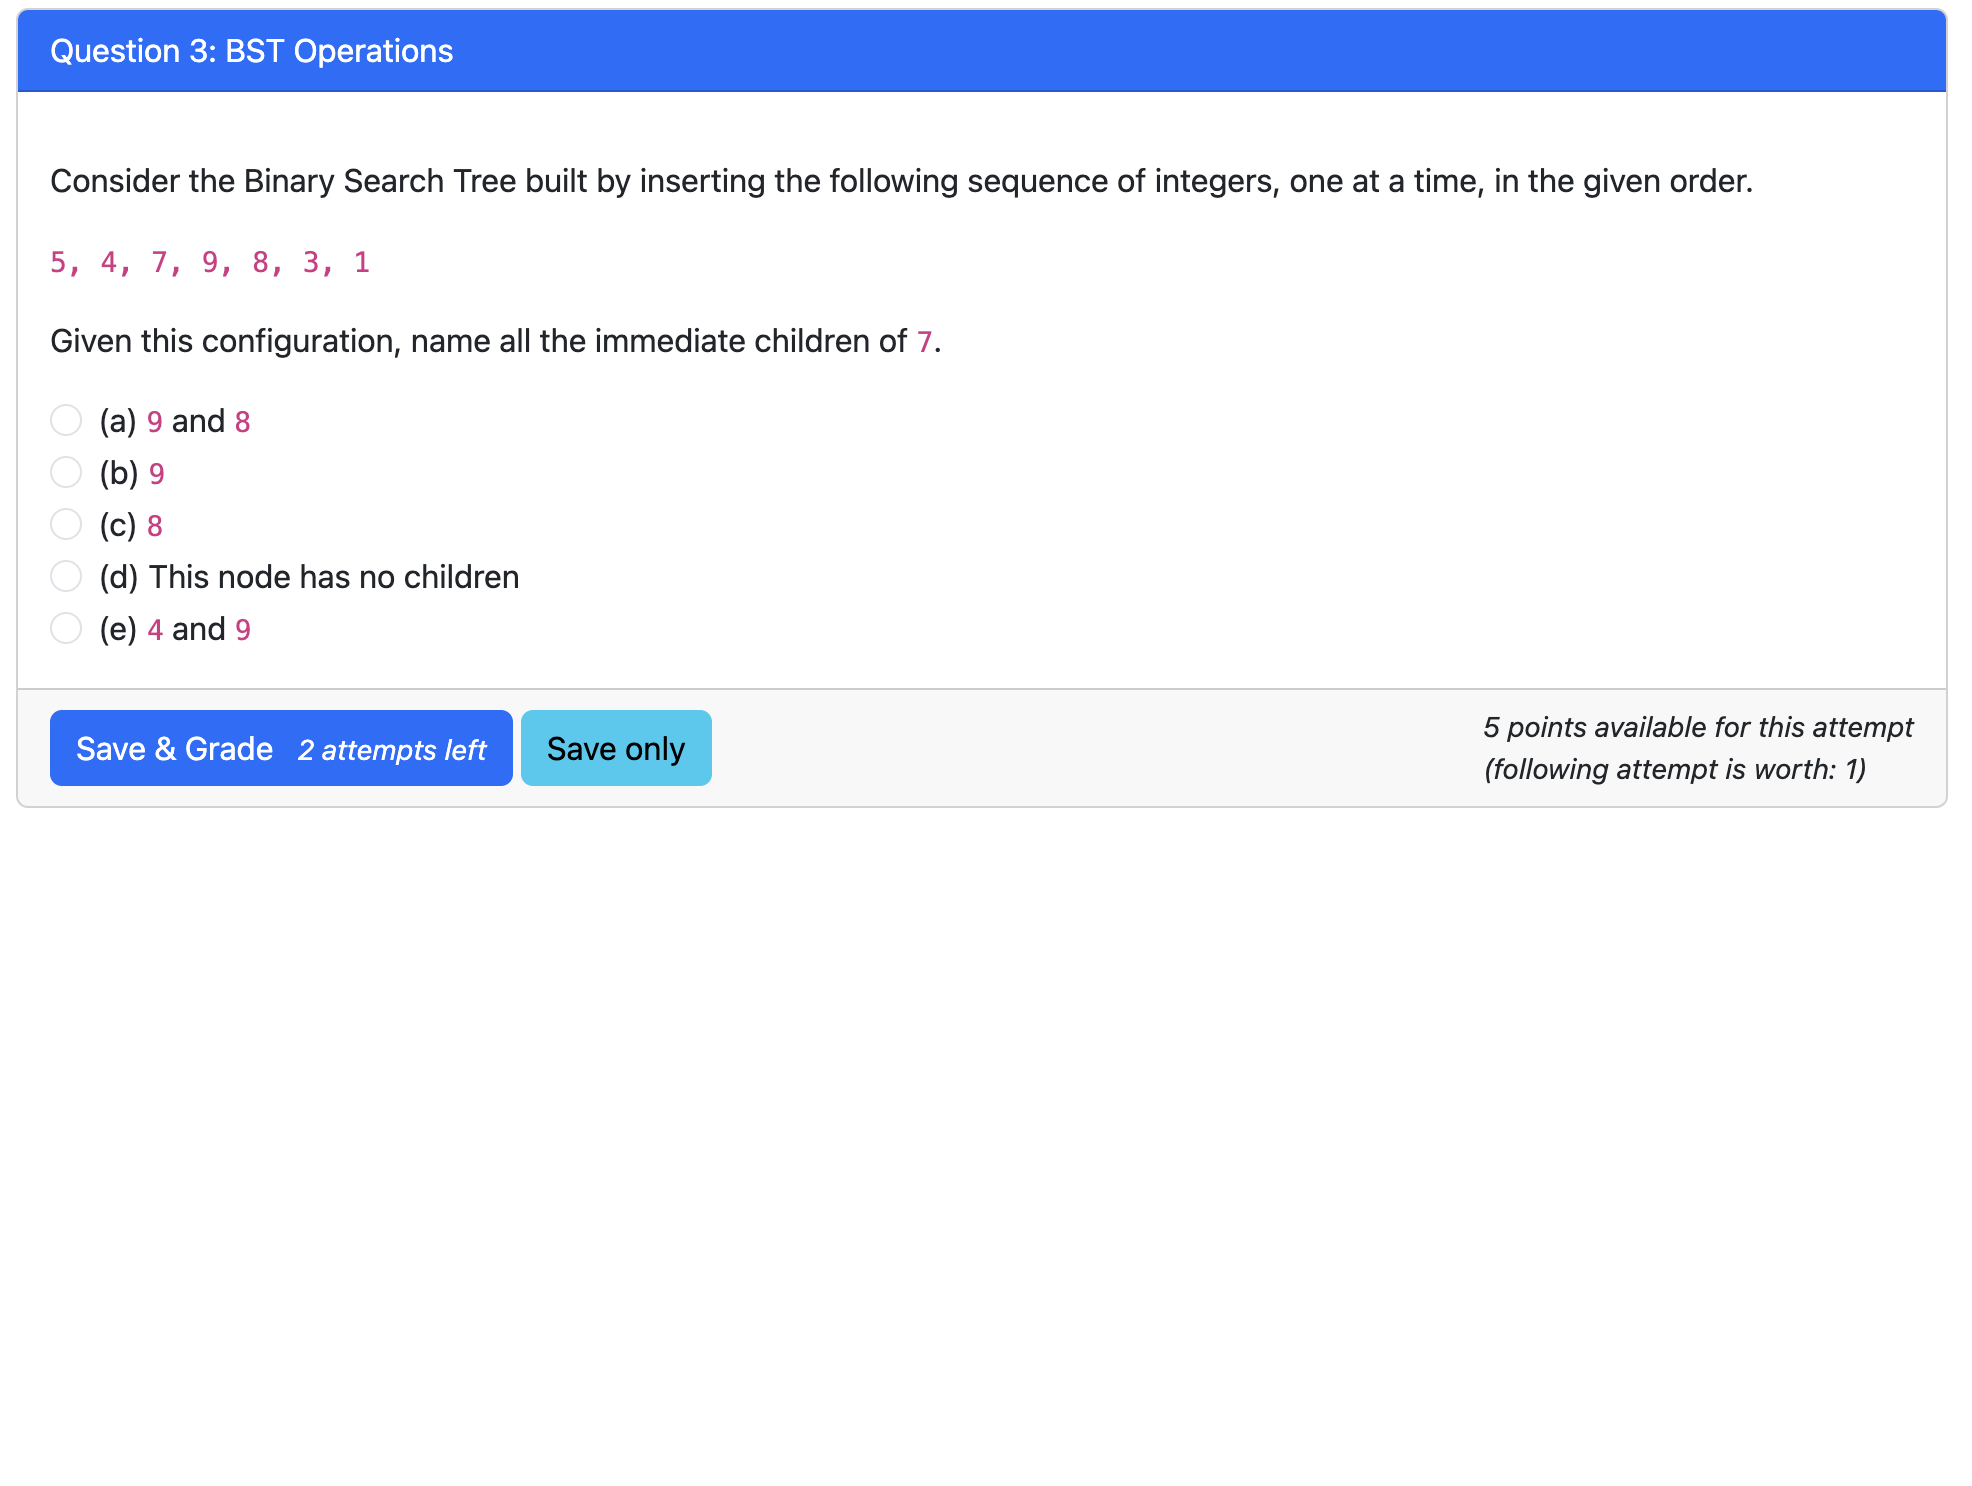 Question 3: BST Operations
Consider the Binary Search Tree built by inserting the following sequence of integers, one at a time, in the given order.
5, 4, 7, 9, 8, 3, 1
Given this configuration, name all the immediate children of 7.
(a) 9 and 8
(b) 9
(c) 8
(d) This node has no children
(e) 4 and 9
Save & Grade 2 attempts left Save only
5 points available for this attempt
(following attempt is worth: 1)